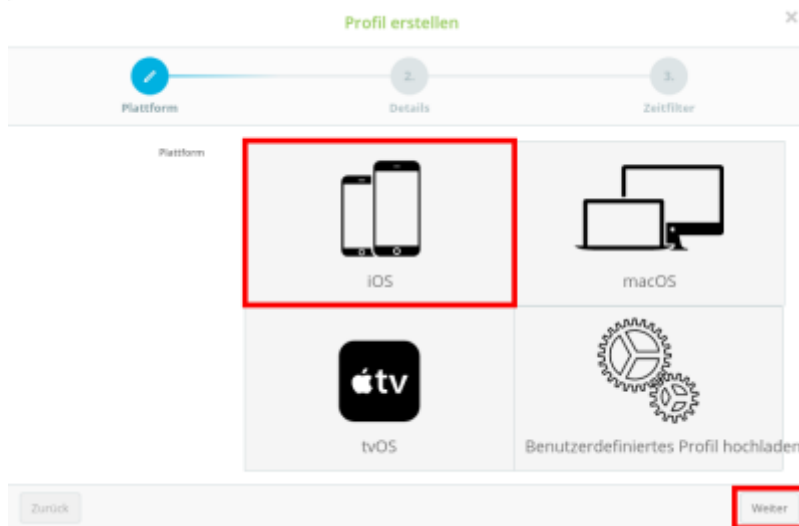 Profil erstellen
×
2.
3.
Plattform
Details
Zeitfilter
Plattform
iOS
macOS
tv
tvOS
Benutzerdefiniertes Profil hochladen
Zurück
Weiter